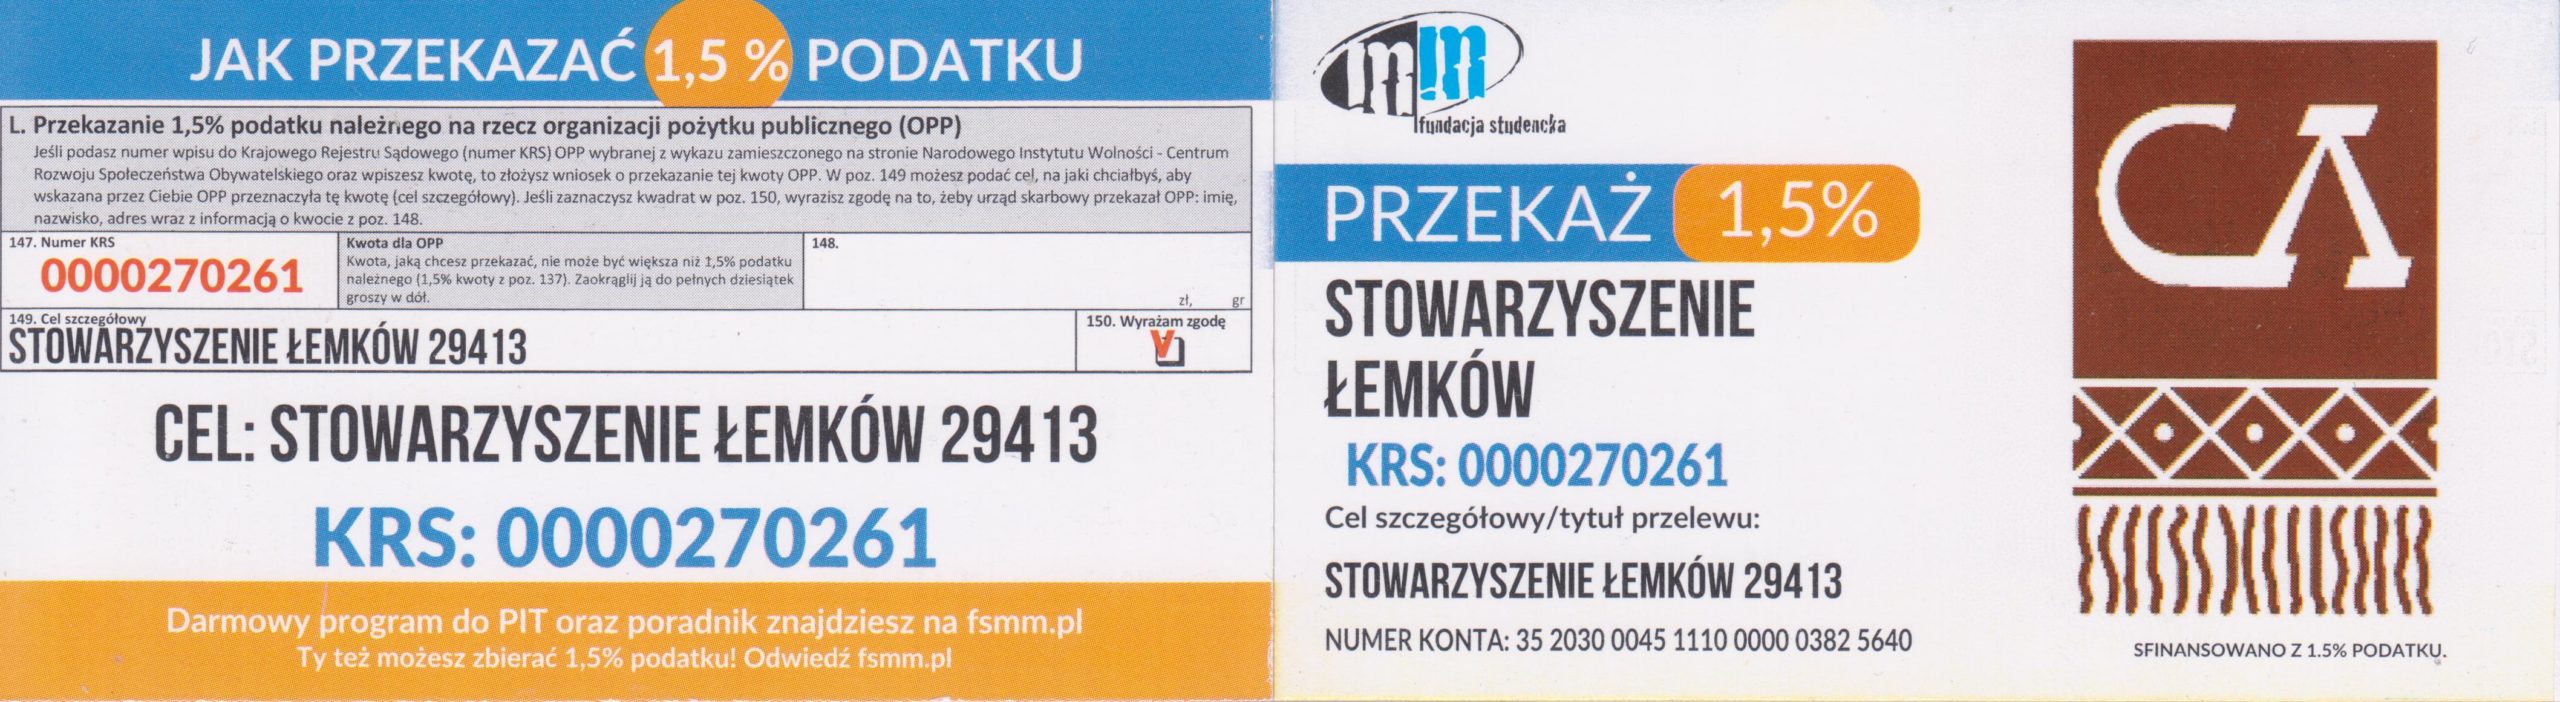 JAK PRZEKAZAĆ 1,5 % PODATKU
L. Przekazanie 1,5% podatku należnego na rzecz organizacji pożytku publicznego (OPP)
Jeśli podasz numer wpisu do Krajowego Rejestru Sądowego (numer KRS) OPP wybranej z wykazu zamieszczonego na stronie Narodowego Instytutu Wolności - Centrum
Rozwoju Społeczeństwa Obywatelskiego oraz wpiszesz kwotę, to złożysz wniosek o przekazanie tej kwoty OPP. W poz. 149 możesz podać cel, na jaki chciałbyś, aby
wskazana przez Ciebie OPP przeznaczyła tę kwotę (cel szczegółowy). Jeśli zaznaczysz kwadrat w poz. 150, wyrazisz zgodę na to, żeby urząd skarbowy przekazał OPP: imię,
nazwisko, adres wraz z informacją o kwocie z poz. 148.
147. Numer KRS
0000270261
Kwota dla OPP
Kwota, jaką chcesz przekazać, nie może być większa niż 1,5% podatku
należnego (1,5% kwoty z poz. 137). Zaokrąglij ją do pełnych dziesiątek
groszy w dół.
148.
zł, gr
149. Cel szczegółowy
STOWARZYSZENIE ŁEMKÓW 29413
150. Wyrażam zgodę
V
CEL: STOWARZYSZENIE ŁEMKÓW 29413
KRS: 0000270261
Darmowy program do PIT oraz poradnik znajdziesz na fsmm.pl
Ty też możesz zbierać 1,5% podatku! Odwiedź fsmm.pl
mm
fundacja studencka
PRZEKAŻ 1,5%
STOWARZYSZENIE
ŁEMKÓW
KRS: 0000270261
Cel szczegółowy/tytuł przelewu:
STOWARZYSZENIE ŁEMKÓW 29413
NUMER KONTA: 35 2030 0045 1110 0000 0382 5640
СЛ
SFINANSOWANO Z 1.5% PODATKU.